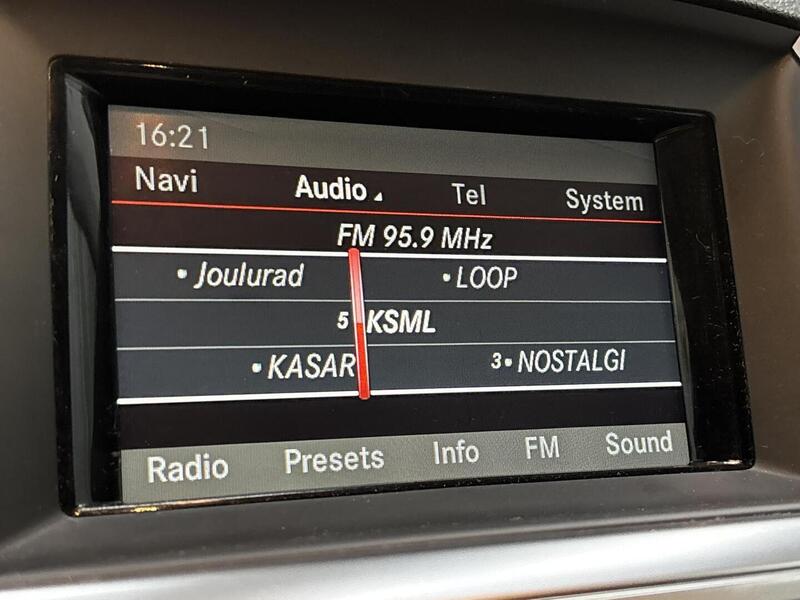 16:21
Navi Audio Tel System
FM 95.9 MHz
• Joulurad • LOOP
5 KSML
• KASAR 3• NOSTALGI
Radio Presets Info FM Sound